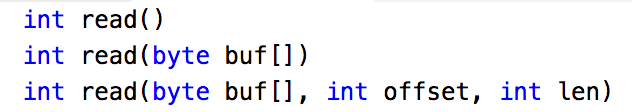 int read()
int read(byte buf[])
int read(byte buf[], int offset, int len)